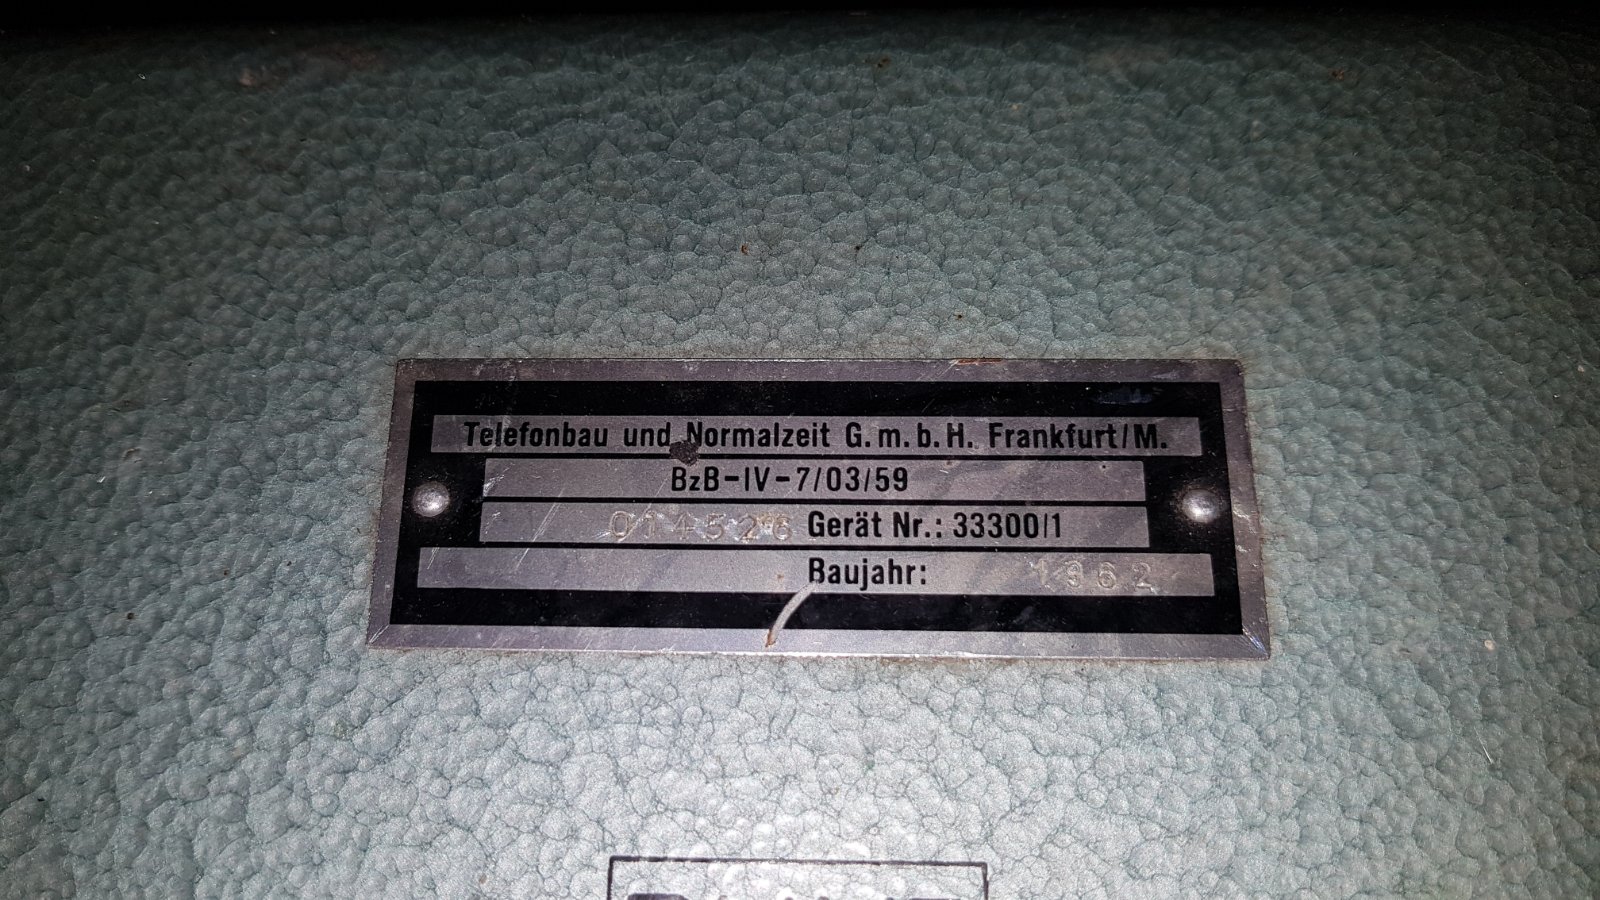 Telefonbau und Normalzeit G.m.b.H. Frankfurt/M.
BzB-IV-7/03/59
014526 Gerät Nr.: 33300/1
Baujahr: 1962